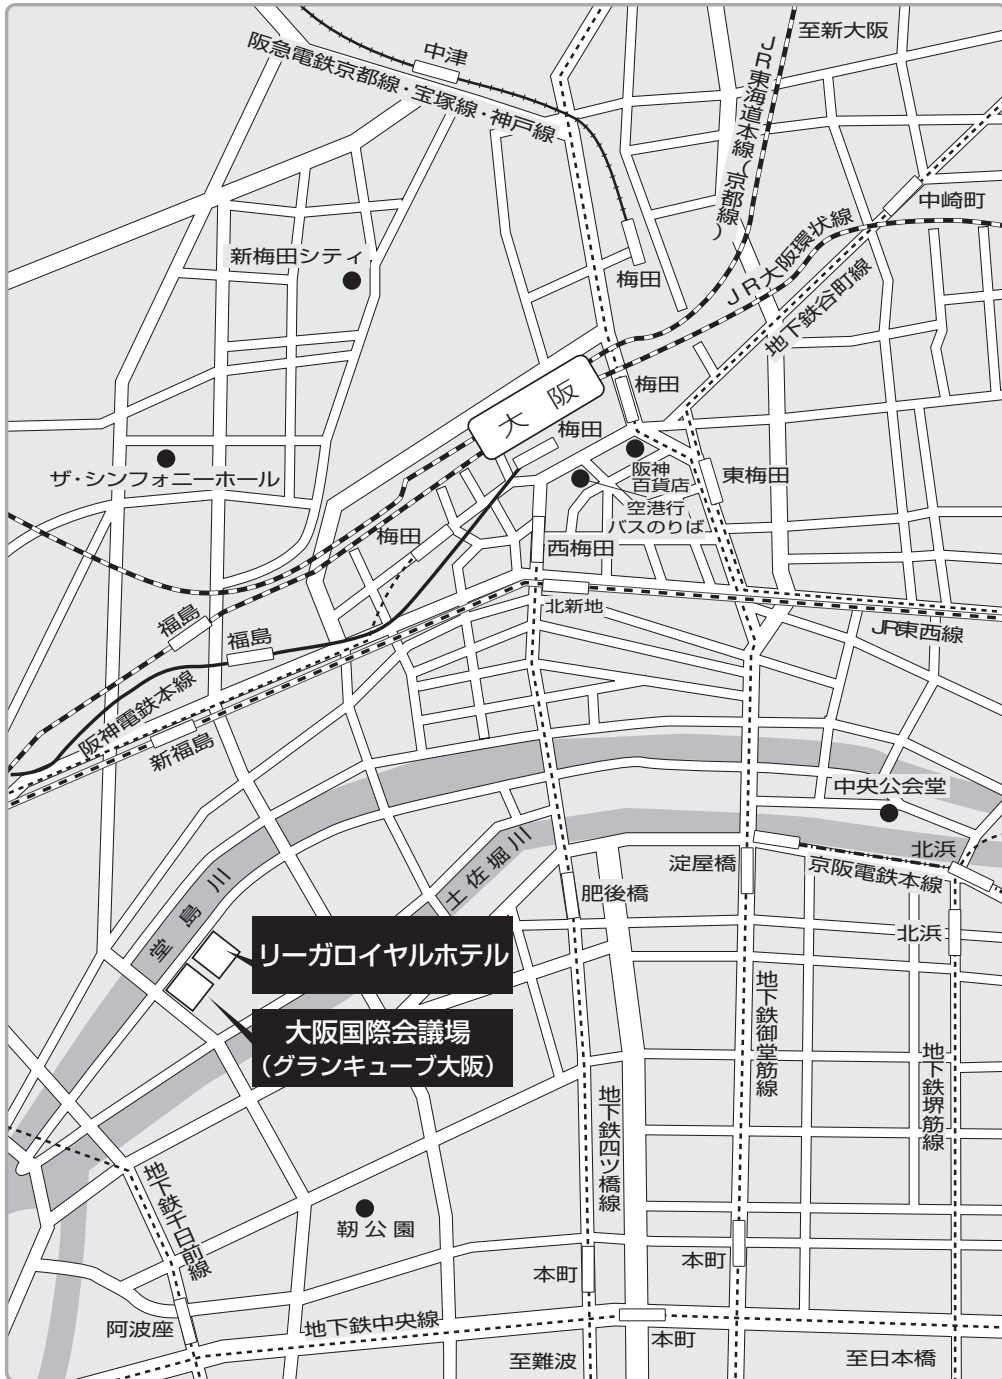 至新大阪
中津
阪急電鉄京都線・宝塚線・神戸線
JR東海道本線(京都線)
中崎町
新梅田シティ
梅田
JR大阪環状線
地下鉄谷町線
大阪
梅田
梅田
ザ・シンフォニーホール
阪神
百貨店
東梅田
空港行
バスのりば
梅田
西梅田
北新地
JR東西線
福島
福島
阪神電鉄本線
新福島
中央公会堂
堂島川
土佐堀川
淀屋橋
北浜
京阪電鉄本線
肥後橋
北浜
リーガロイヤルホテル
大阪国際会議場
(グランキューブ大阪)
地下鉄御堂筋線
地下鉄堺筋線
地下鉄四ツ橋線
地下鉄千日前線
靭公園
本町
本町
阿波座
地下鉄中央線
本町
至難波
至日本橋